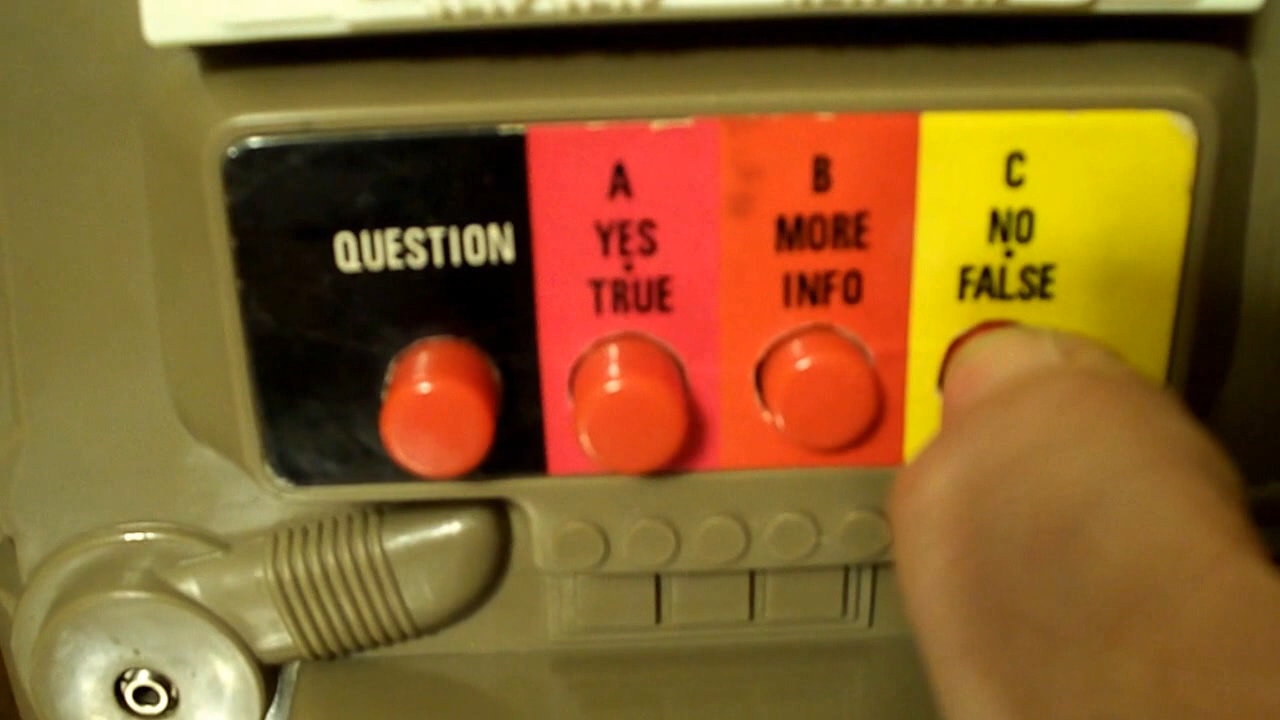 QUESTION
A
YES
TRUE
B
MORE
INFO
C
NO
FALSE